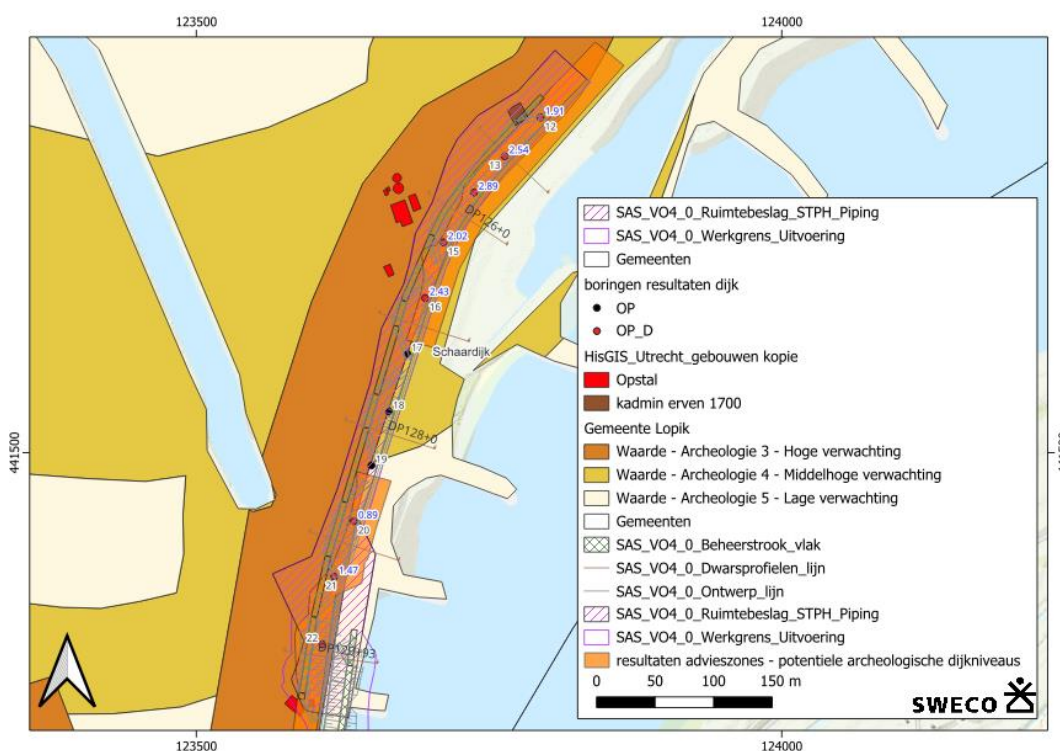 123500
124000
1.91
12
2.54
13
2.89
DP126+0
2.02
15
2.43
16
17
Schaardijk
18
DP128+0
441500
19
0.89
20
1.47
21
22
SAS_VO4_0_Ruimtebeslag_STPH_Piping
SAS_VO4_0_Werkgrens_Uitvoering
Gemeenten
boringen resultaten dijk
OP
OP_D
HisGIS_Utrecht_gebouwen kopie
Opstal
kadmin erven 1700
Gemeente Lopik
Waarde - Archeologie 3 - Hoge verwachting
Waarde - Archeologie 4 - Middelhoge verwachting
Waarde - Archeologie 5 - Lage verwachting
Gemeenten
SAS_VO4_0_Beheerstrook_vlak
SAS_VO4_0_Dwarsprofielen_lijn
SAS_VO4_0_Ontwerp_lijn
SAS_VO4_0_Ruimtebeslag_STPH_Piping
SAS_VO4_0_Werkgrens_Uitvoering
resultaten advieszones - potentiele archeologische dijkniveaus
0 50 100 150 m
SWECO
123500
124000